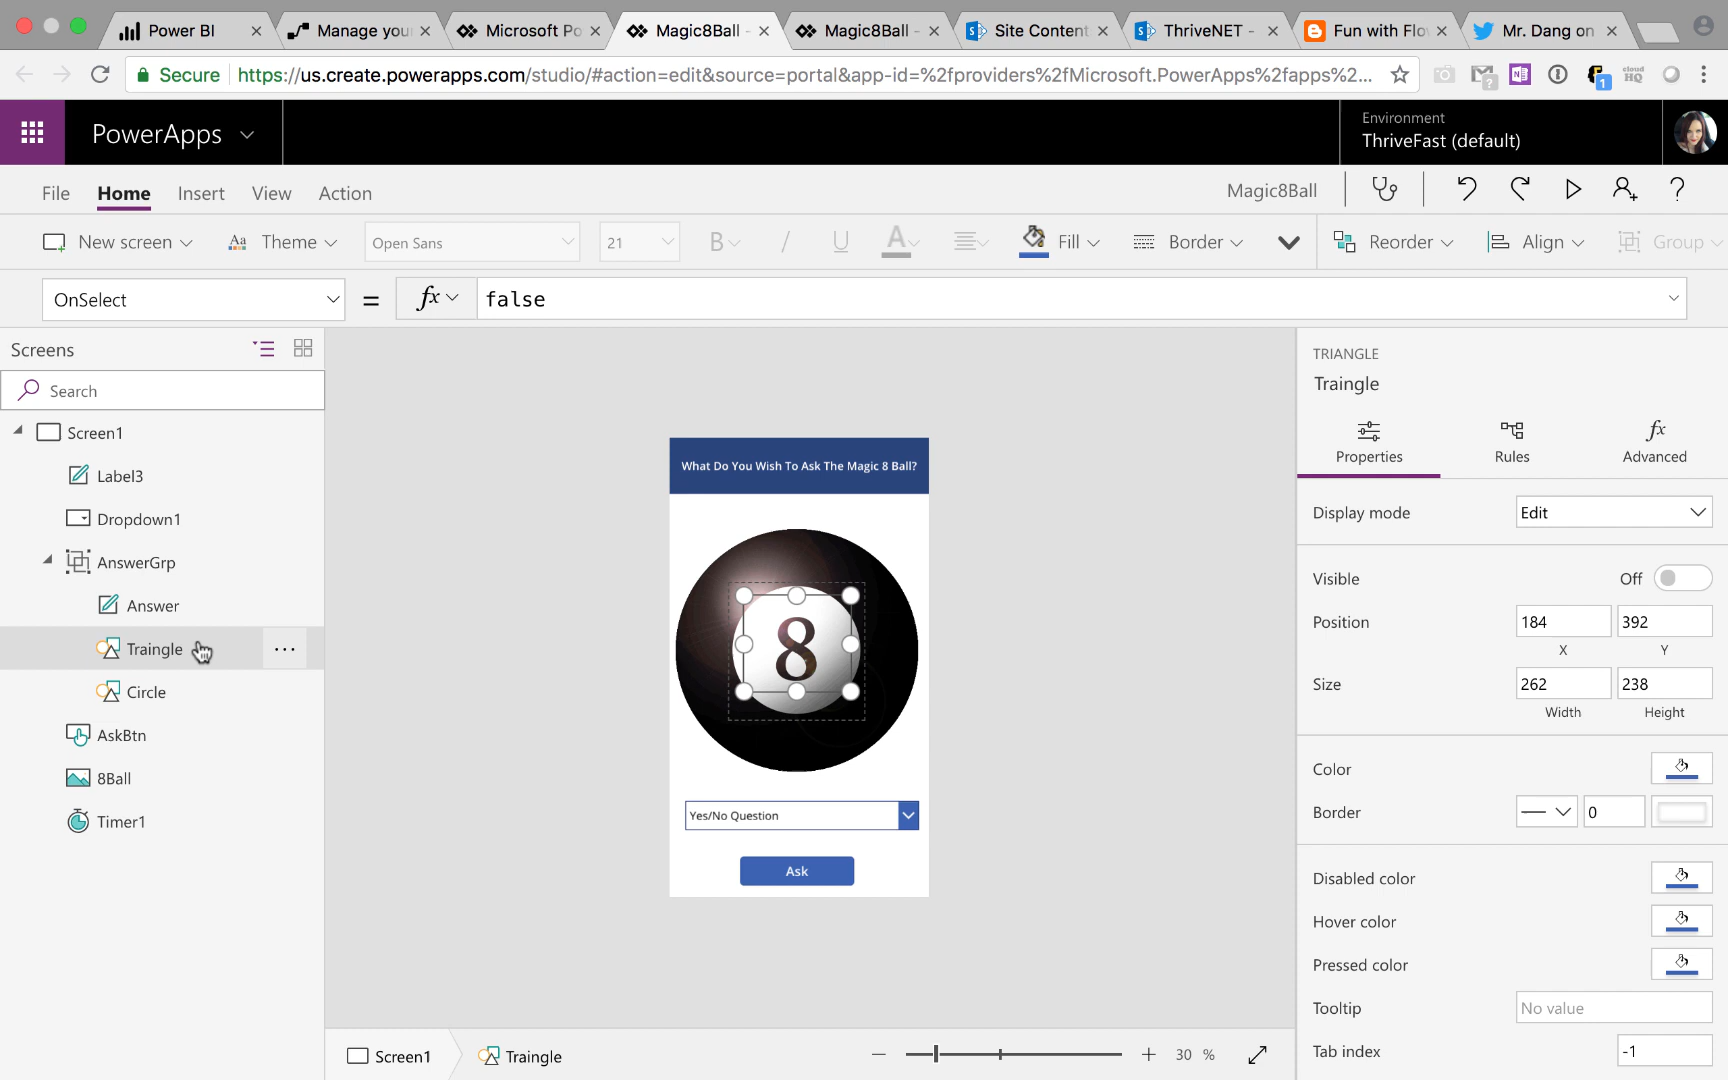 Power BI
Manage you
Microsoft Po
Magic8Ball -
Magic8Ball -
Site Content
ThriveNET -
Fun with Flo
Mr. Dang on
Secure
https://us.create.powerapps.com/studio/#action=edit&source=portal&app-id=%2fproviders%2fMicrosoft.PowerApps%2fapps%2...
PowerApps
Environment
ThriveFast (default)
File
Home
Insert
View
Action
Magic8Ball
New screen
Theme
Open Sans
21
B
/
U
A
Fill
Border
Reorder
Align
Group
OnSelect
=
fx
false
Screens
Search
Screen1
Label3
Dropdown1
AnswerGrp
Answer
Traingle
Circle
AskBtn
8Ball
Timer1
What Do You Wish To Ask The Magic 8 Ball?
8
Yes/No Question
Ask
TRIANGLE
Traingle
Properties
Rules
fx
Advanced
Display mode
Edit
Visible
Off
Position
184
392
X
Y
Size
262
238
Width
Height
Color
Border
0
Disabled color
Hover color
Pressed color
Tooltip
No value
Tab index
-1
Screen1
Traingle
30 %